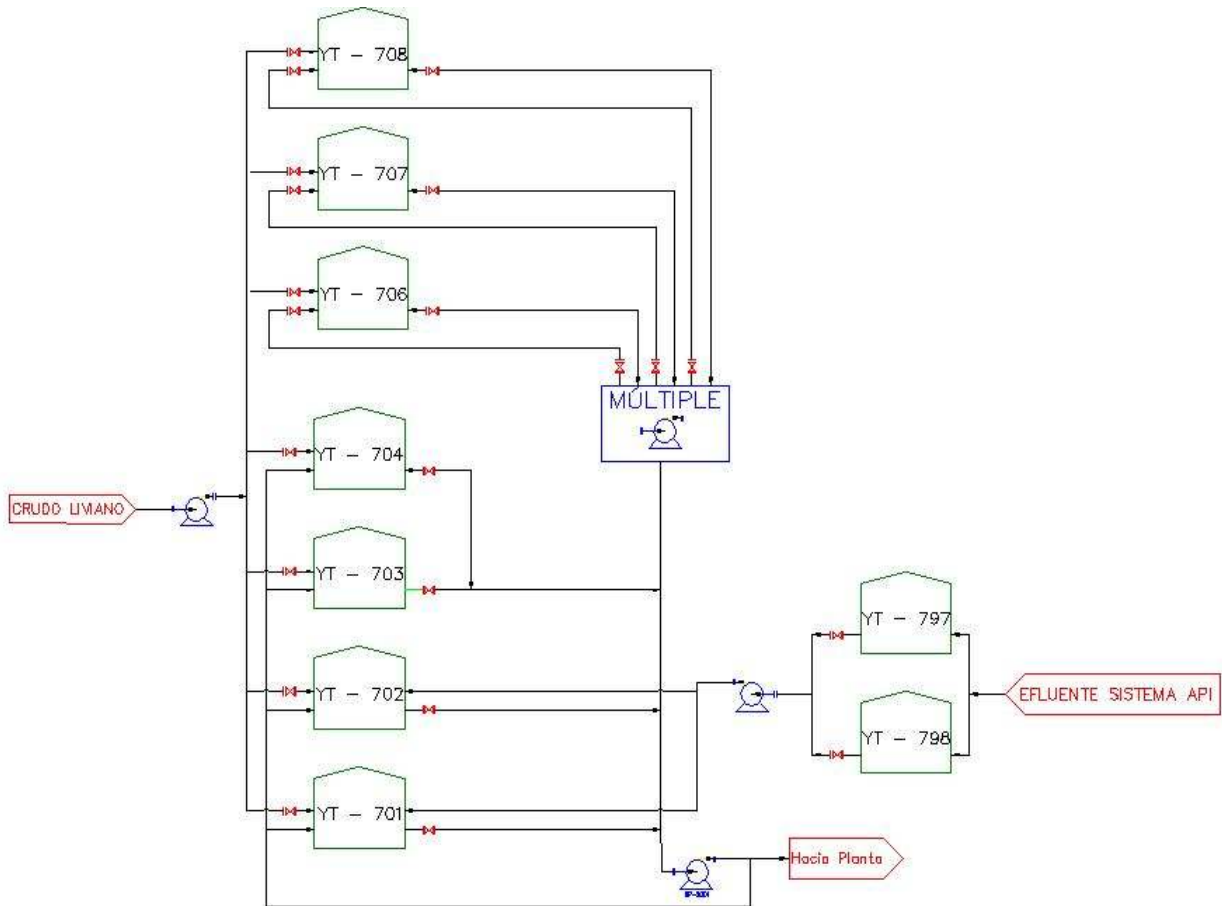 YT - 708
YT - 707
YT - 706
MÚLTIPLE
YT - 704
CRUDO LIVIANO
YT - 703
YT - 797
YT - 702
EFLUENTE SISTEMA API
YT - 798
YT - 701
Hacia Planta